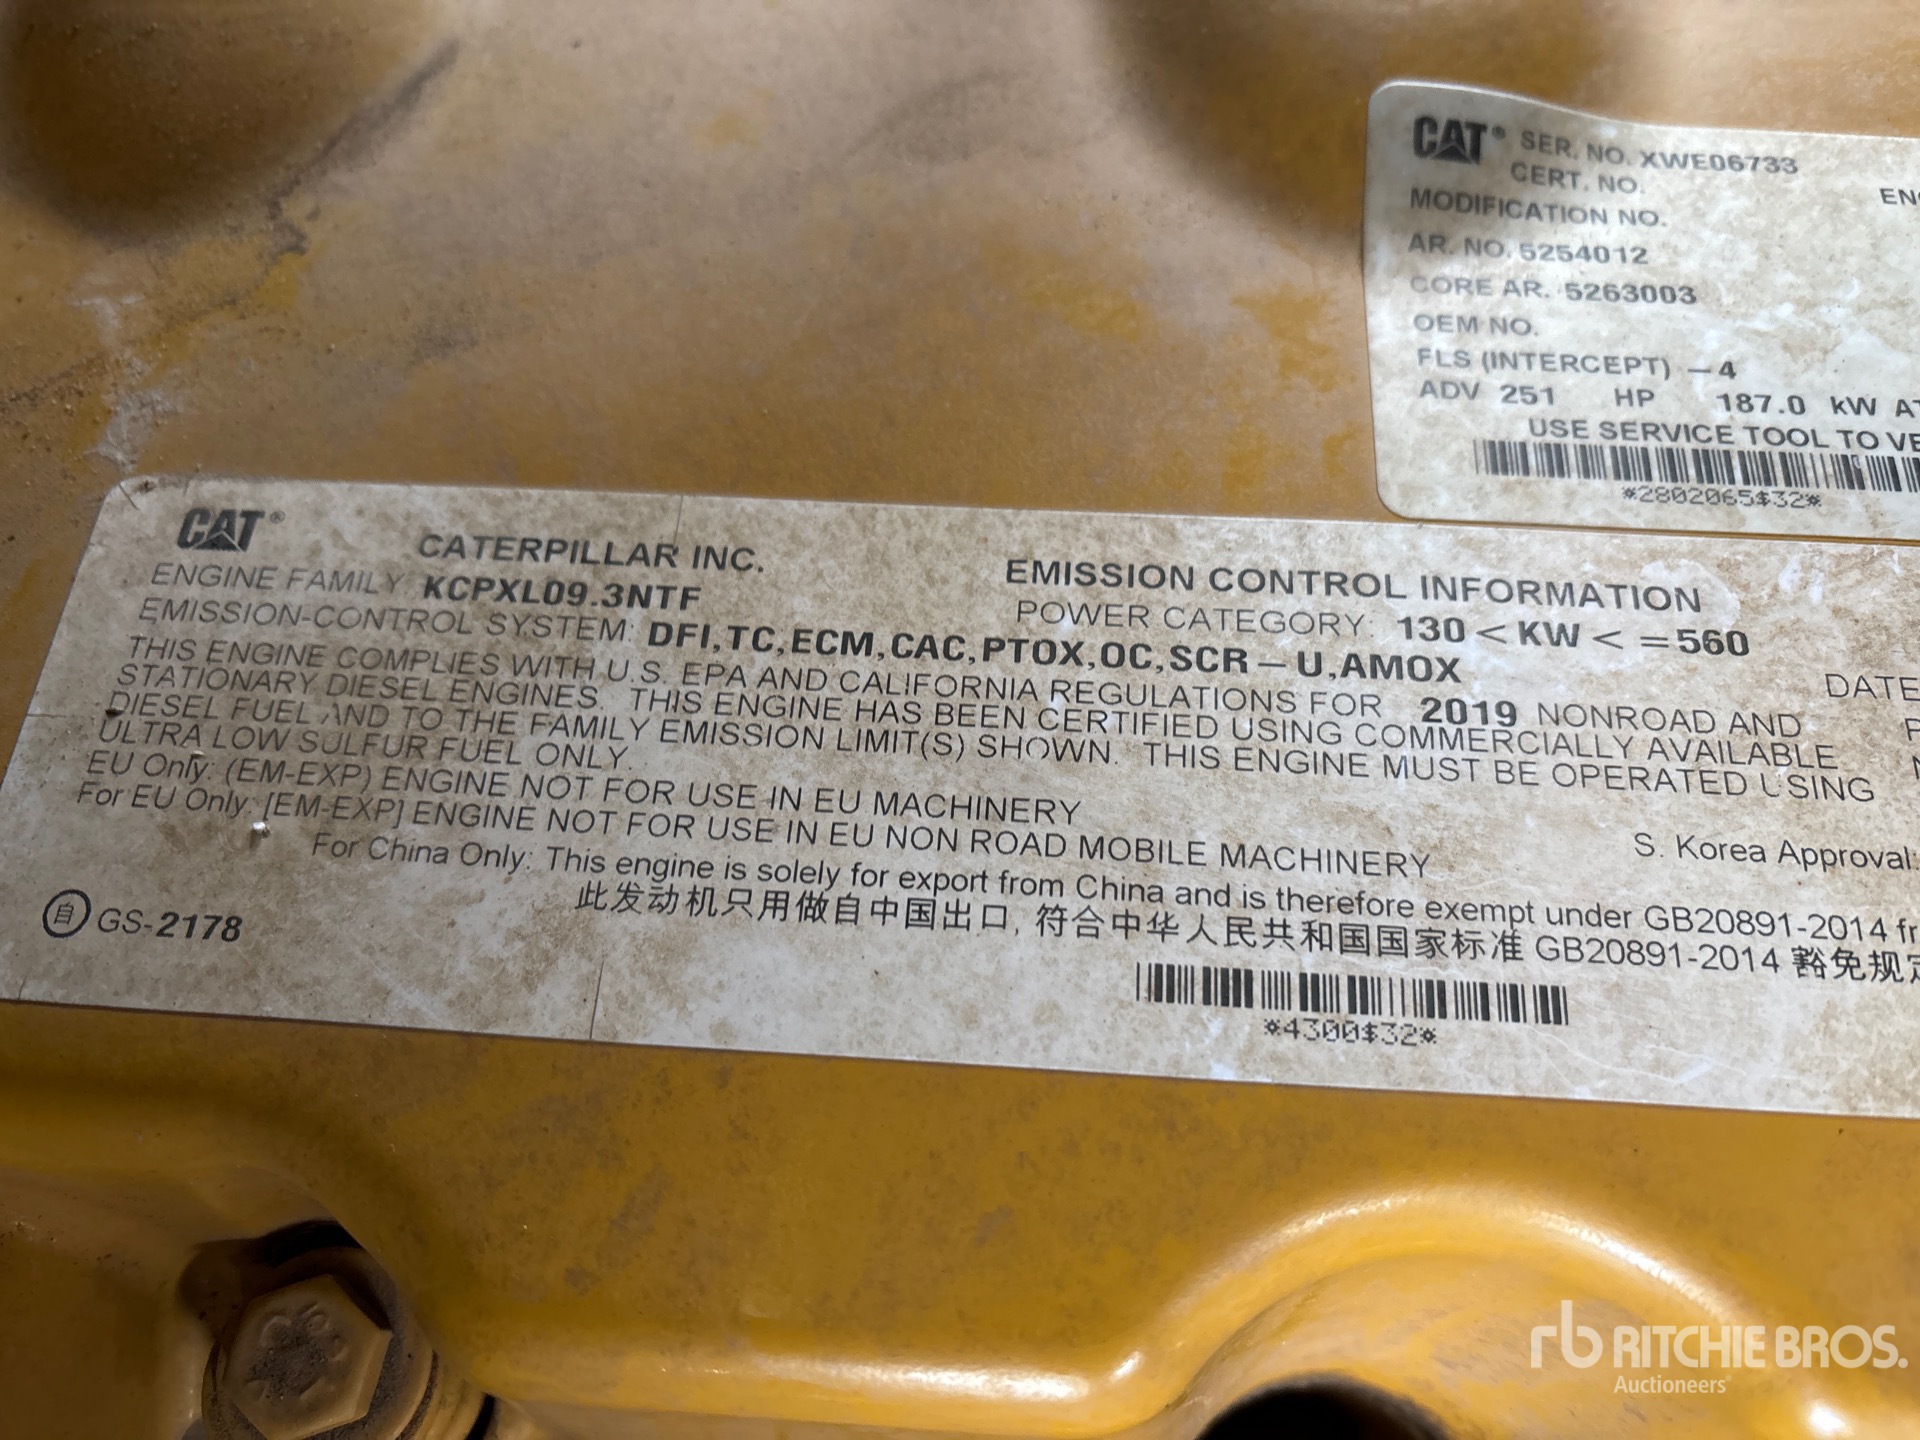 CAT® SER. NO. XWE06733
CERT. NO.
MODIFICATION NO.
AR. NO. 5254012
CORE AR. 5263003
OEM NO.
FLS (INTERCEPT) -4
ADV 251 HP 187.0 kW
USE SERVICE TOOL TO
*2802065$32*
CAT® CATERPILLAR INC. EMISSION CONTROL INFORMATION
ENGINE FAMILY KCPXL09.3NTF POWER CATEGORY: 130 < KW < =560
EMISSION-CONTROL SYSTEM: DFI,TC,ECM,CAC,PTOX,OC,SCR-U,AMOX DATE
THIS ENGINE COMPLIES WITH U.S. EPA AND CALIFORNIA REGULATIONS FOR 2019 NONROAD AND
STATIONARY DIESEL ENGINES. THIS ENGINE HAS BEEN CERTIFIED USING COMMERCIALLY AVAILABLE
DIESEL FUEL AND TO THE FAMILY EMISSION LIMIT(S) SHOWN. THIS ENGINE MUST BE OPERATED USING
ULTRA LOW SULFUR FUEL ONLY.
EU Only: (EM-EXP) ENGINE NOT FOR USE IN EU MACHINERY
For EU Only: [EM-EXP] ENGINE NOT FOR USE IN EU NON ROAD MOBILE MACHINERY S. Korea Approval:
For China Only: This engine is solely for export from China and is therefore exempt under GB20891-2014
此发动机只用做自中国出口, 符合中华人民共和国国家标准 GB20891-2014 豁免规定
自 GS-2178
*4300$32*
rb RITCHIE BROS.
Auctioneers